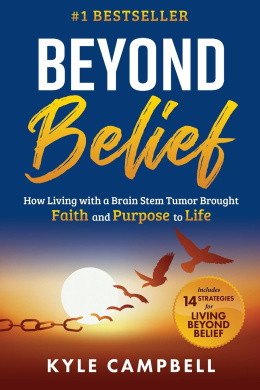 #1 BESTSELLER
BEYOND
Belief
How Living with a Brain Stem Tumor Brought
Faith and Purpose to Life
Includes
14 STRATEGIES
for
LIVING
BEYOND
BELIEF
KYLE CAMPBELL